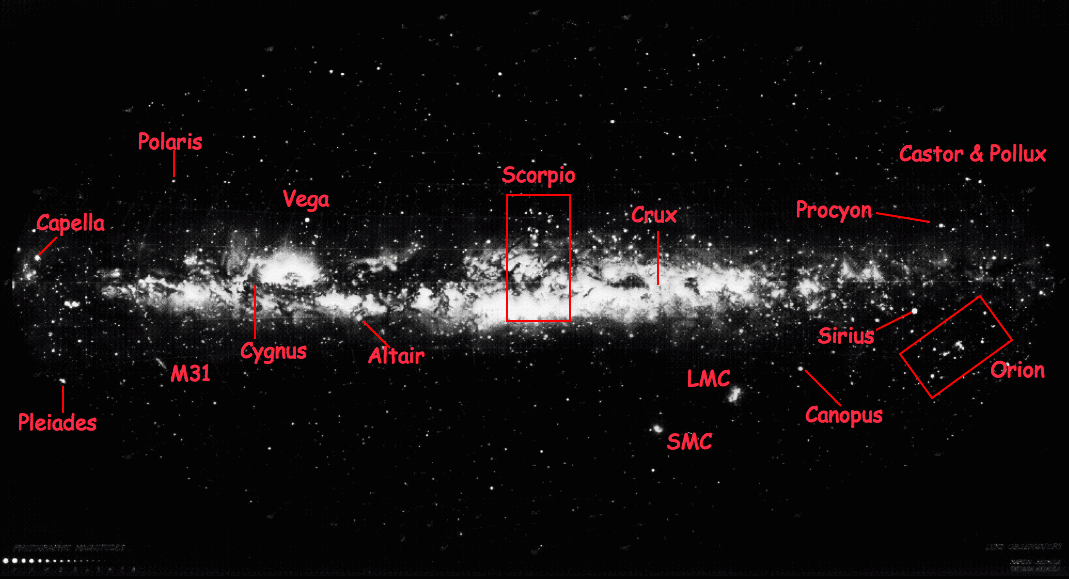 Polaris
Castor & Pollux
Scorpio
Vega
Crux
Procyon
Capella
Sirius
Cygnus
Altair
M31
Orion
LMC
Pleiades
Canopus
SMC